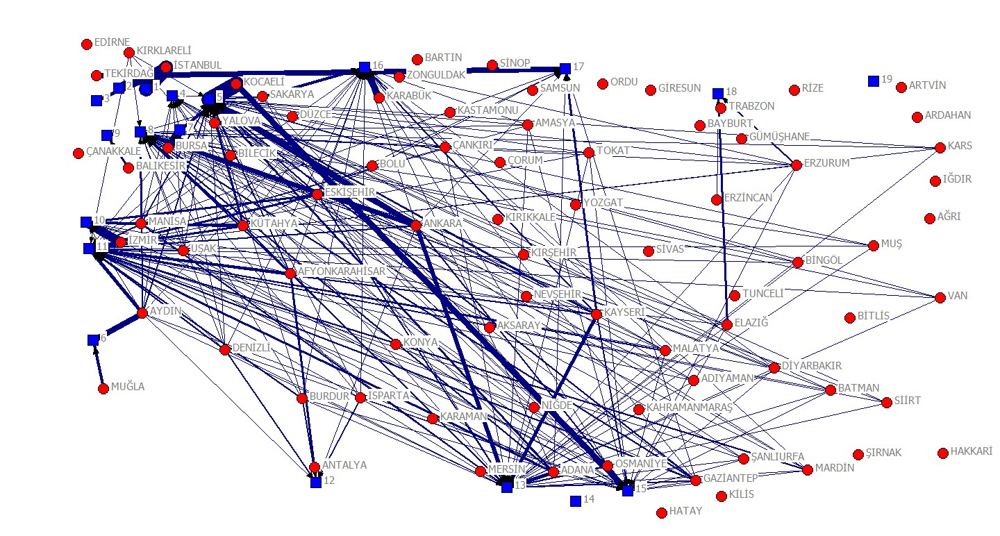 EDİRNE
KIRKLARELİ
TEKİRDAĞ
İSTANBUL
16
BARTIN
ZONGULDAK
SİNOP
17
SAMSUN
ORDU
GİRESUN
18
TRABZON
RİZE
19
ARTVİN
ARDAHAN
3
2
1
4
5
KOCAELİ
SAKARYA
KARABÜK
DÜZCE
KASTAMONU
AMASYA
BAYBURT
GÜMÜŞHANE
KARS
9
8
7
YALOVA
ÇANAKKALE
BURSA
BİLECİK
BALIKESİR
BOLU
ÇANKIRI
ÇORUM
TOKAT
ERZURUM
IĞDIR
ESKİŞEHİR
YOZGAT
ERZİNCAN
10
MANİSA
KÜTAHYA
ANKARA
KIRIKKALE
AĞRI
11
İZMİR
UŞAK
KIRŞEHİR
SİVAS
BİNGÖL
MUŞ
AFYONKARAHİSAR
NEVŞEHİR
TUNCELİ
VAN
AYDIN
AKSARAY
KAYSERİ
ELAZIĞ
BİTLİS
6
DENİZLİ
KONYA
MALATYA
DİYARBAKIR
MUĞLA
BURDUR
ISPARTA
NİĞDE
ADIYAMAN
BATMAN
SİİRT
KARAMAN
KAHRAMANMARAŞ
ANTALYA
12
MERSİN
13
ADANA
OSMANİYE
14
15
GAZİANTEP
ŞANLIURFA
MARDİN
ŞIRNAK
HAKKARİ
KİLİS
HATAY